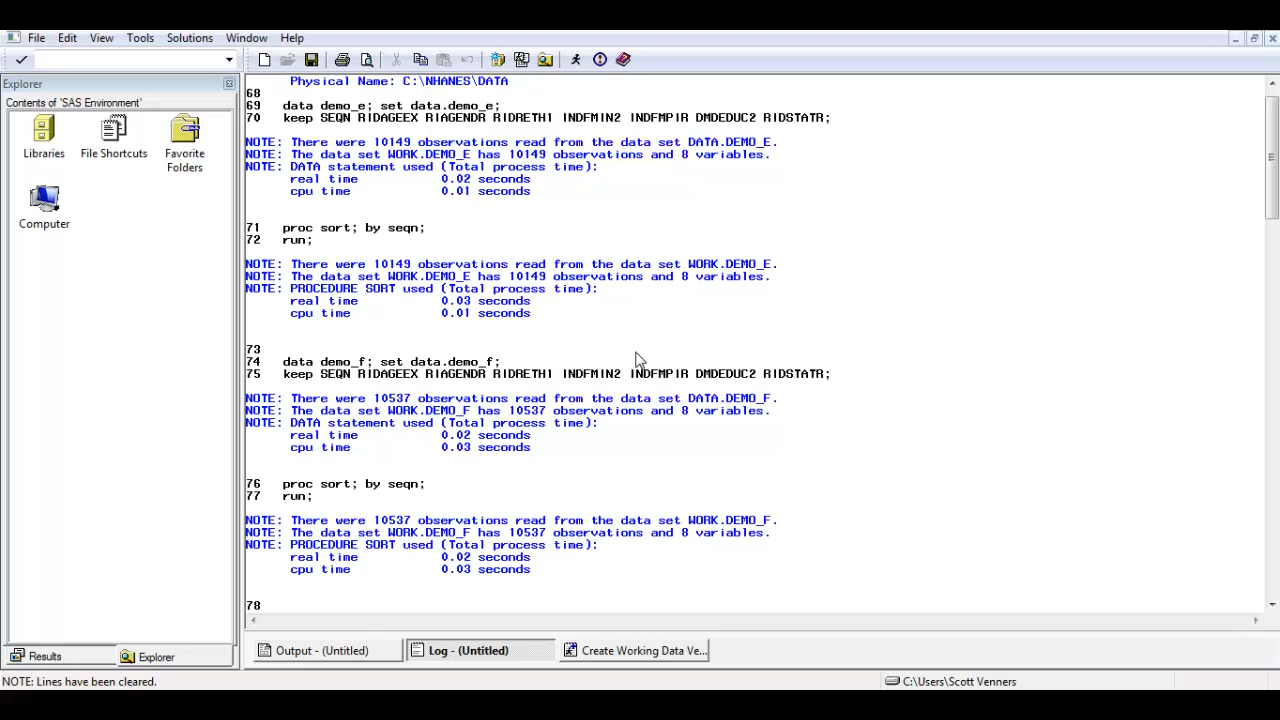 File Edit View Tools Solutions Window Help
Explorer
Contents of 'SAS Environment'
Libraries
File Shortcuts
Favorite Folders
Computer
Results
Explorer
Physical Name: C:\NHANES\DATA
68
69 data demo_e; set data.demo_e;
70 keep SEQN RIDAGEEX RIAGENDR RIDRETH1 INDFMIN2 INDFMPIR DMDEDUC2 RIDSTATR;
NOTE: There were 10149 observations read from the data set DATA.DEMO_E.
NOTE: The data set WORK.DEMO_E has 10149 observations and 8 variables.
NOTE: DATA statement used (Total process time):
real time 0.02 seconds
cpu time 0.01 seconds
71 proc sort; by seqn;
72 run;
NOTE: There were 10149 observations read from the data set WORK.DEMO_E.
NOTE: The data set WORK.DEMO_E has 10149 observations and 8 variables.
NOTE: PROCEDURE SORT used (Total process time):
real time 0.03 seconds
cpu time 0.01 seconds
73
74 data demo_f; set data.demo_f;
75 keep SEQN RIDAGEEX RIAGENDR RIDRETH1 INDFMIN2 INDFMPIR DMDEDUC2 RIDSTATR;
NOTE: There were 10537 observations read from the data set DATA.DEMO_F.
NOTE: The data set WORK.DEMO_F has 10537 observations and 8 variables.
NOTE: DATA statement used (Total process time):
real time 0.02 seconds
cpu time 0.03 seconds
76 proc sort; by seqn;
77 run;
NOTE: There were 10537 observations read from the data set WORK.DEMO_F.
NOTE: The data set WORK.DEMO_F has 10537 observations and 8 variables.
NOTE: PROCEDURE SORT used (Total process time):
real time 0.02 seconds
cpu time 0.03 seconds
78
Output - (Untitled)
Log - (Untitled)
Create Working Data Ve...
NOTE: Lines have been cleared.
C:\Users\Scott Venners